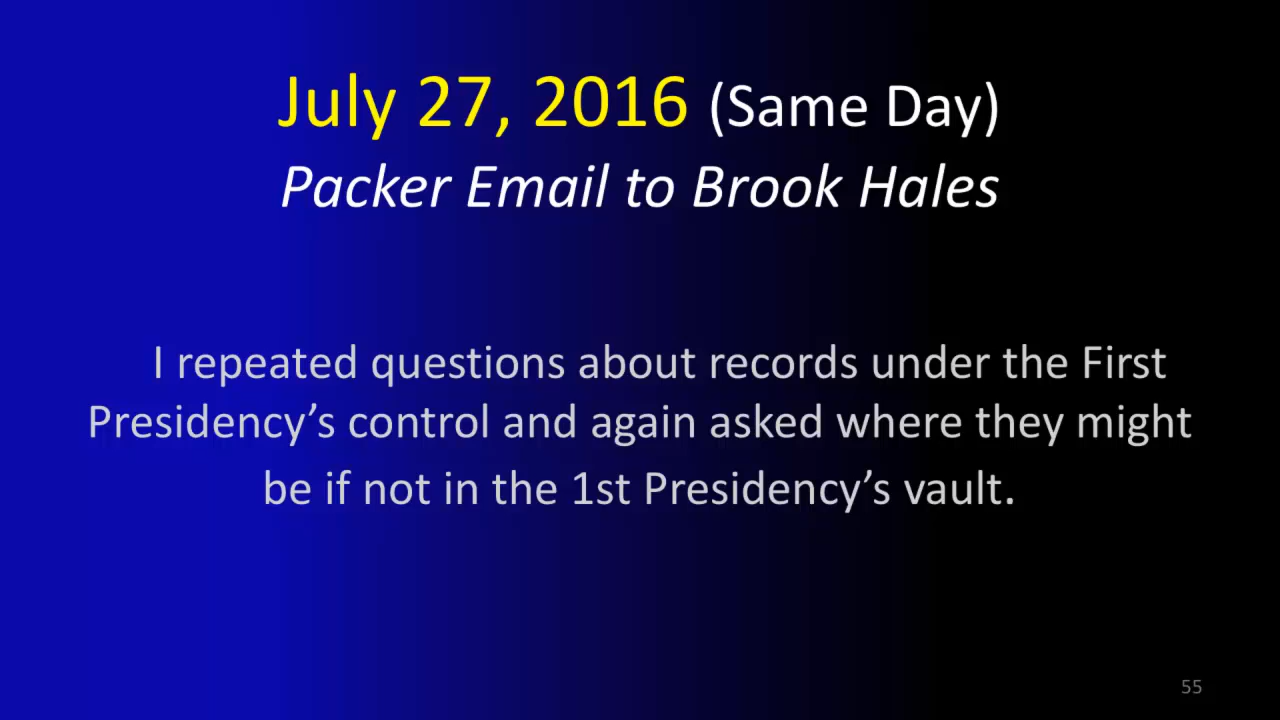 July 27, 2016 (Same Day)
Packer Email to Brook Hales
I repeated questions about records under the First
Presidency’s control and again asked where they might
be if not in the 1st Presidency’s vault.
55